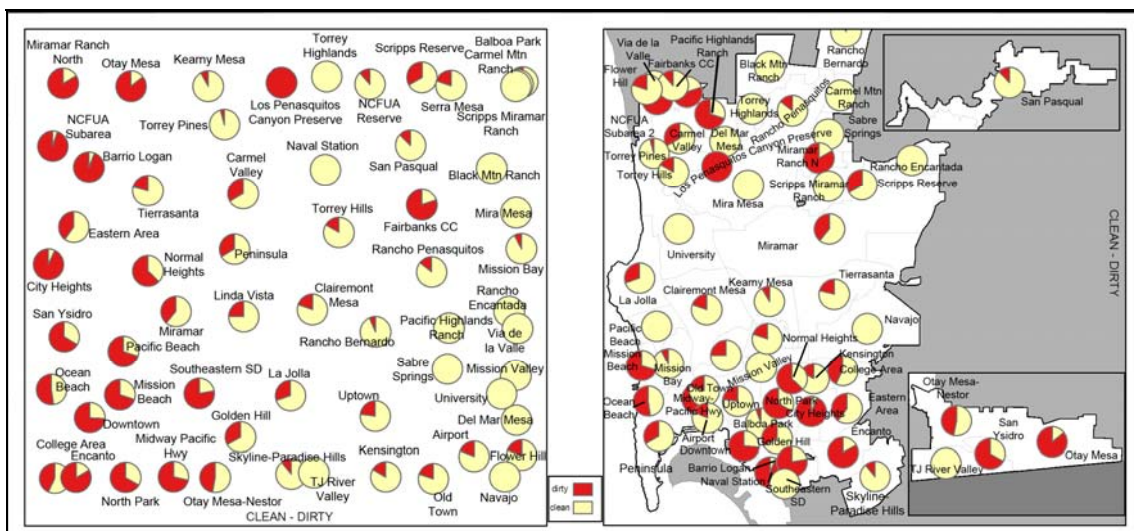 Miramar Ranch
North
Otay Mesa
Kearny Mesa
Torrey
Highlands
Los Penasquitos
Canyon Preserve
NCFUA
Reserve
Scripps Reserve
Serra Mesa
Balboa Park
Carmel Mtn
Ranch
Scripps Miramar
Ranch
Torrey Pines
NCFUA
Subarea
Barrio Logan
Carmel
Valley
Naval Station
San Pasqual
Black Mtn Ranch
Tierrasanta
Torrey Hills
Fairbanks CC
Mira Mesa
Eastern Area
Normal
Heights
Peninsula
Rancho Penasquitos
Mission Bay
City Heights
Linda Vista
Clairemont
Mesa
Rancho
Encantada
San Ysidro
Miramar
Rancho Bernardo
Pacific Highlands
Ranch
Via de
la Valle
Pacific Beach
Sabre
Springs
Mission Valley
Ocean
Beach
Mission
Beach
Southeastern SD
La Jolla
University
Downtown
Golden Hill
Uptown
Del Mar Mesa
College Area
Encanto
Midway Pacific
Hwy
Skyline-Paradise Hills
Kensington
Airport
Flower Hill
North Park
Otay Mesa-Nestor
TJ River
Valley
Old
Town
Navajo
CLEAN - DIRTY
dirty
clean
Via de la
Valle
Pacific Highlands
Ranch
Fairbanks CC
Flower
Hill
Black Mtn
Ranch
Rancho
Bernardo
San Pasqual
NCFUA
Subarea 2
Torrey
Highlands
Rancho Penasquitos
Carmel Mtn
Ranch
Sabre
Springs
Carmel
Valley
Del Mar
Mesa
Torrey Pines
Torrey Hills
Los Penasquitos Canyon Preserve
Miramar
Ranch N
Rancho Encantada
Mira Mesa
Scripps Miramar
Ranch
Scripps Reserve
University
Miramar
CLEAN - DIRTY
La Jolla
Clairemont Mesa
Kearny Mesa
Tierrasanta
Pacific
Beach
Normal Heights
Navajo
Mission
Beach
Mission
Bay
Mission Valley
Kensington
College Area
Ocean
Beach
Old Town
Midway-
Pacific Hwy
Uptown
North Park
City Heights
Eastern
Area
Balboa Park
Peninsula
Airport
Downtown
Golden Hill
Encanto
Barrio Logan
Naval Station
Southeastern
SD
Skyline-
Paradise Hills
Otay Mesa-
Nestor
San
Ysidro
TJ River Valley
Otay Mesa